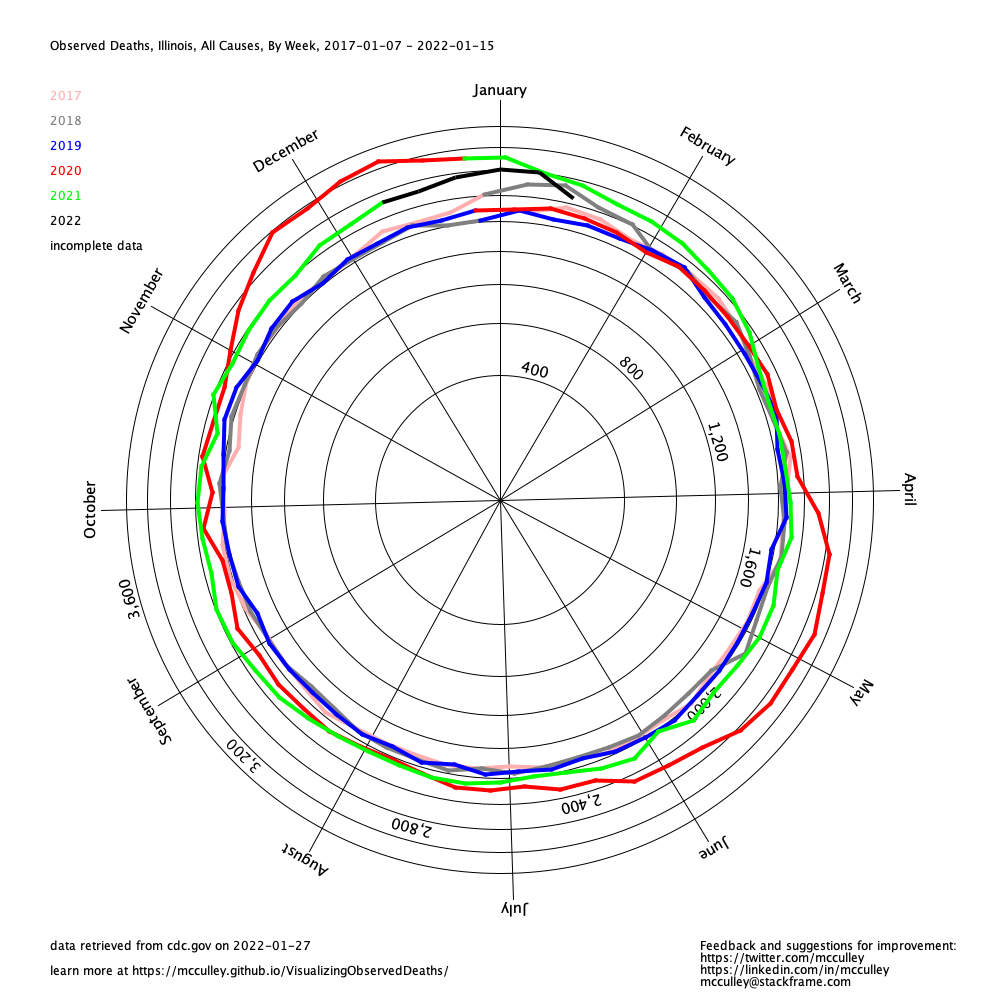 Observed Deaths, Illinois, All Causes, By Week, 2017-01-07 - 2022-01-15
2017
2018
2019
2020
2021
2022
incomplete data
January
February
March
April
May
June
July
August
September
October
November
December
400
800
1,200
1,600
2,000
2,400
2,800
3,200
3,600
data retrieved from cdc.gov on 2022-01-27
learn more at https://mcculley.github.io/VisualizingObservedDeaths/
Feedback and suggestions for improvement:
https://twitter.com/mcculley
https://linkedin.com/in/mcculley
mcculley@stackframe.com